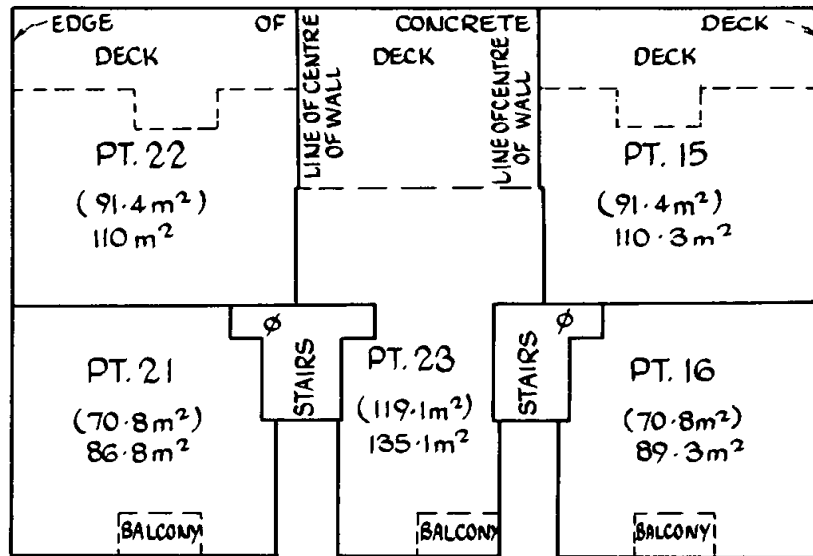 EDGE OF CONCRETE DECK
DECK
DECK
DECK
LINE OF CENTRE
OF WALL
LINE OF CENTRE
OF WALL
PT. 22
(91.4m²)
110 m²
PT. 15
(91.4m²)
110.3m²
Ø
STAIRS
Ø
STAIRS
PT. 21
(70.8m²)
86.8m²
PT. 23
(119.1m²)
135.1m²
PT. 16
(70.8m²)
89.3m²
BALCONY
BALCONY
BALCONY